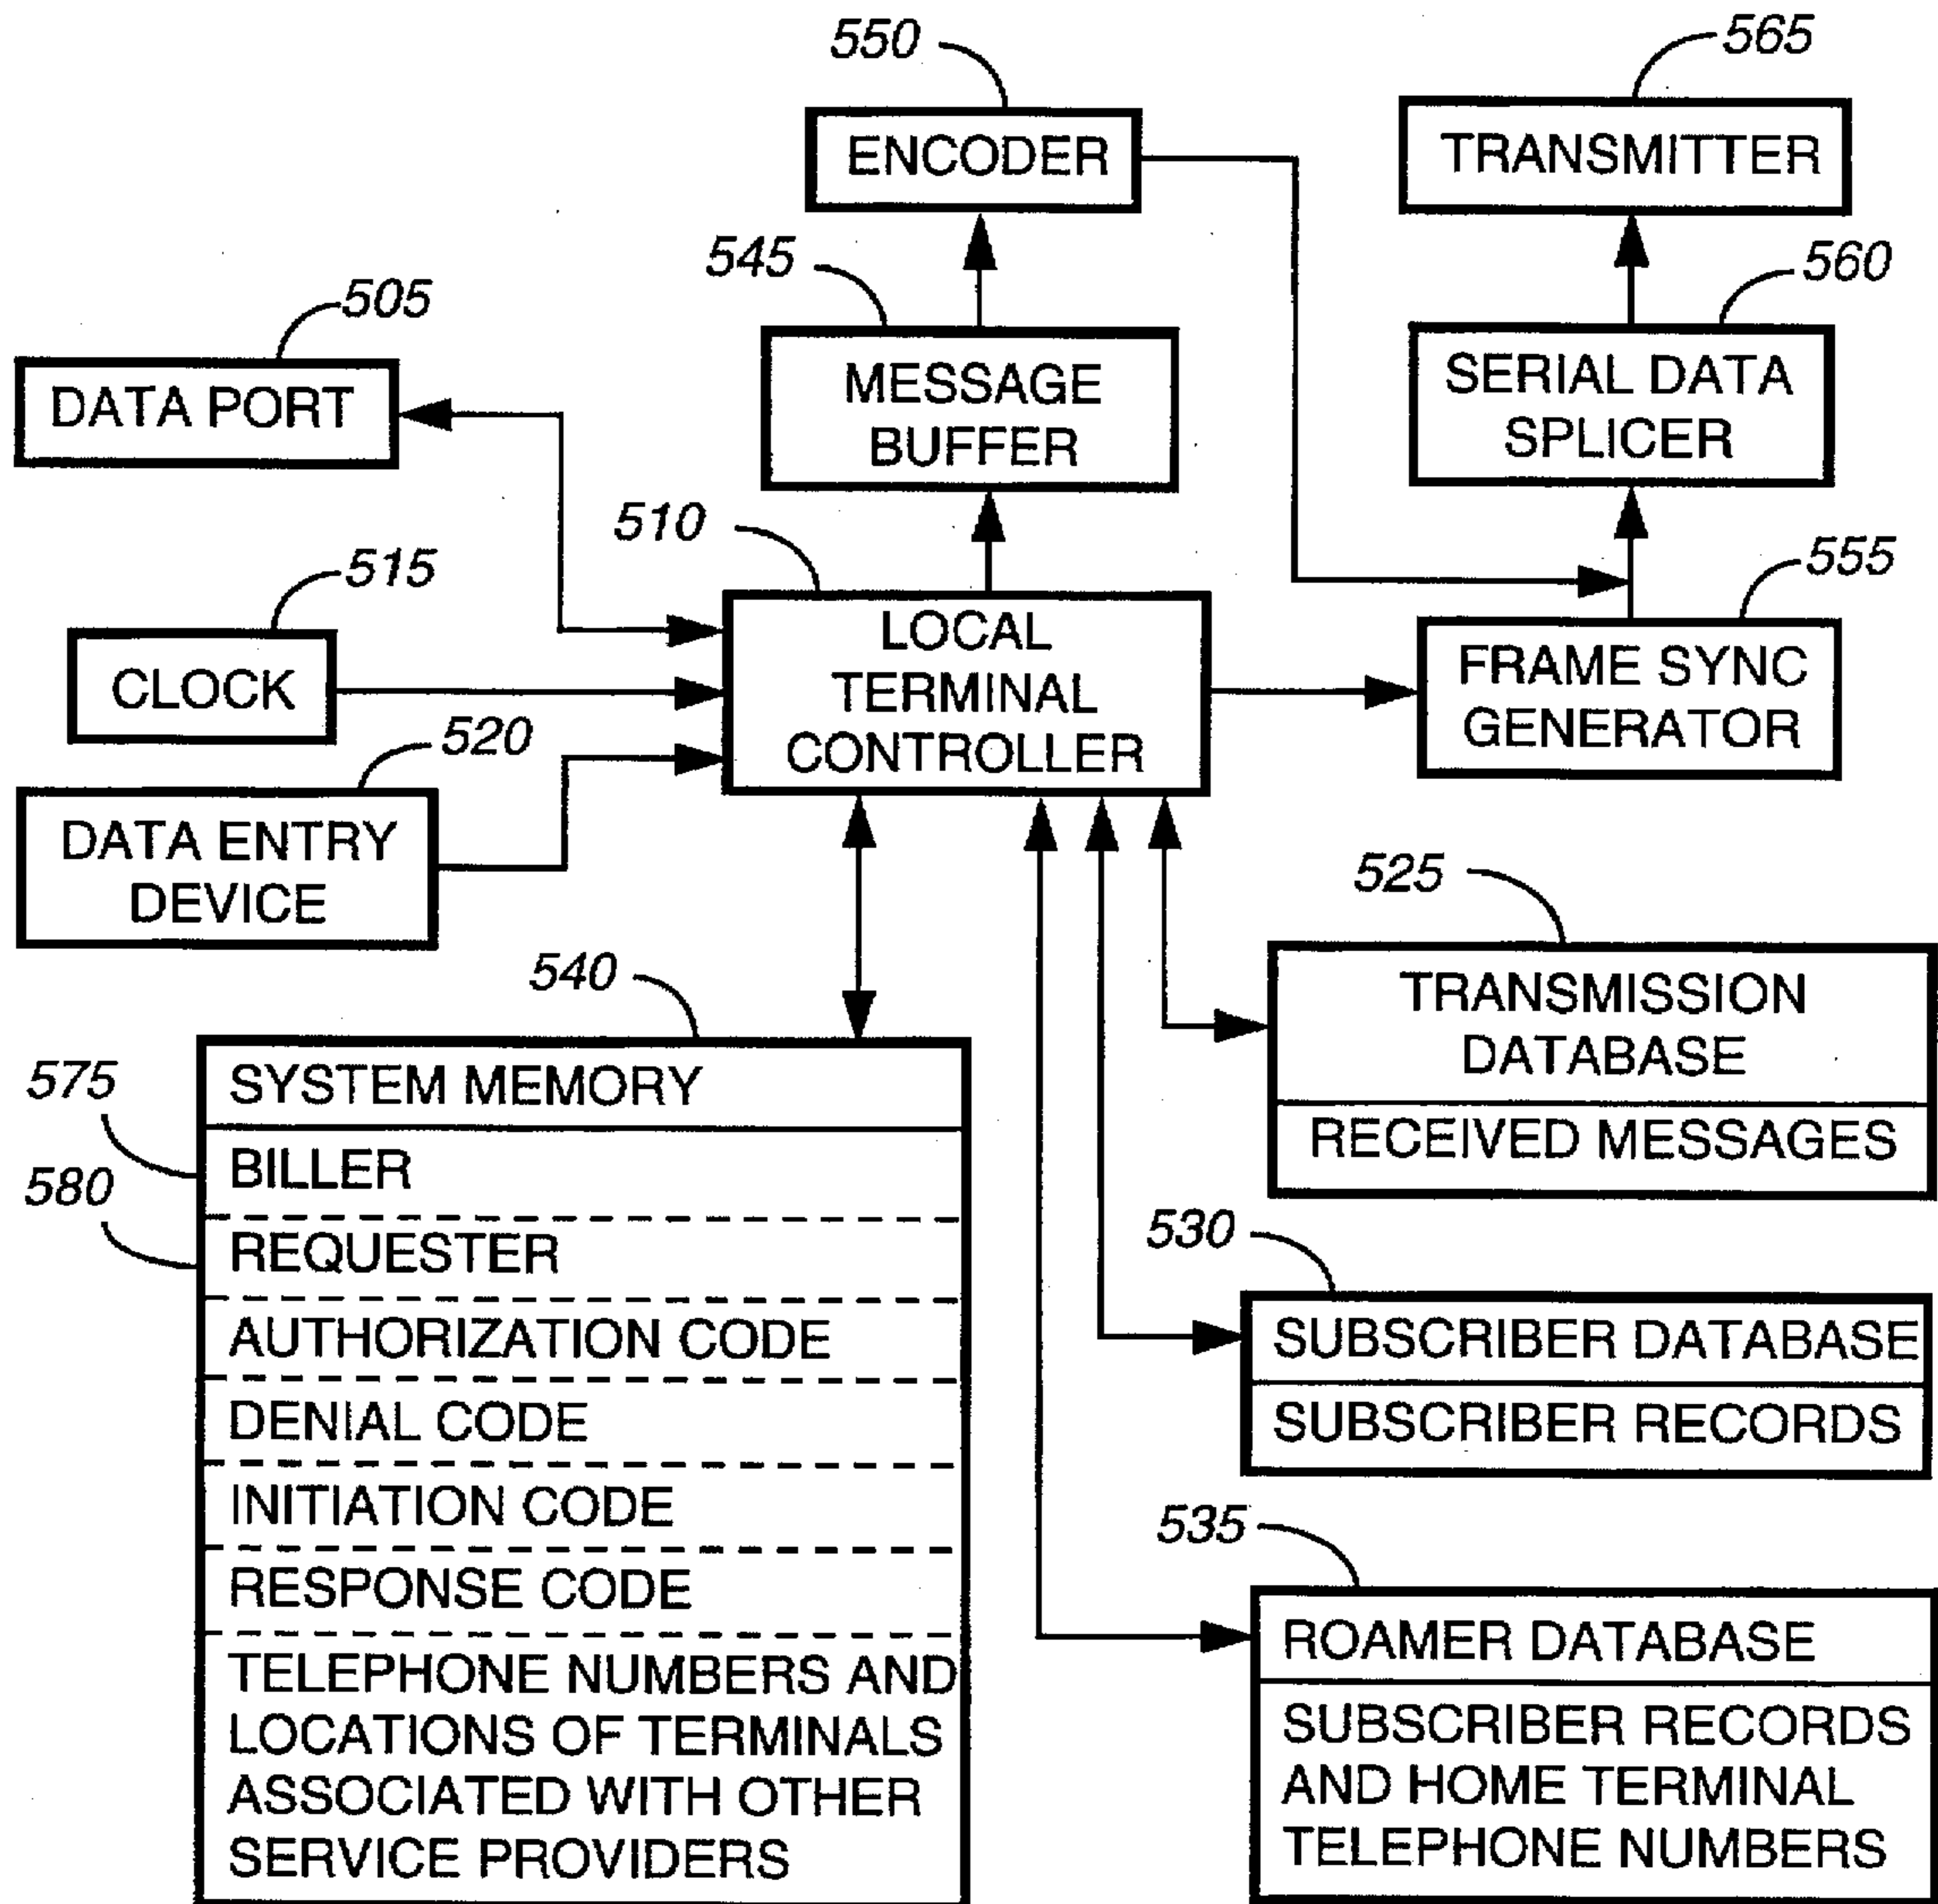 550
ENCODER
565
TRANSMITTER
545
MESSAGE
BUFFER
560
SERIAL DATA
SPLICER
505
DATA PORT
510
LOCAL
TERMINAL
CONTROLLER
515
CLOCK
555
FRAME SYNC
GENERATOR
520
DATA ENTRY
DEVICE
525
TRANSMISSION
DATABASE
RECEIVED MESSAGES
540
SYSTEM MEMORY
575
BILLER
580
REQUESTER
AUTHORIZATION CODE
DENIAL CODE
INITIATION CODE
RESPONSE CODE
TELEPHONE NUMBERS AND
LOCATIONS OF TERMINALS
ASSOCIATED WITH OTHER
SERVICE PROVIDERS
530
SUBSCRIBER DATABASE
SUBSCRIBER RECORDS
535
ROAMER DATABASE
SUBSCRIBER RECORDS
AND HOME TERMINAL
TELEPHONE NUMBERS